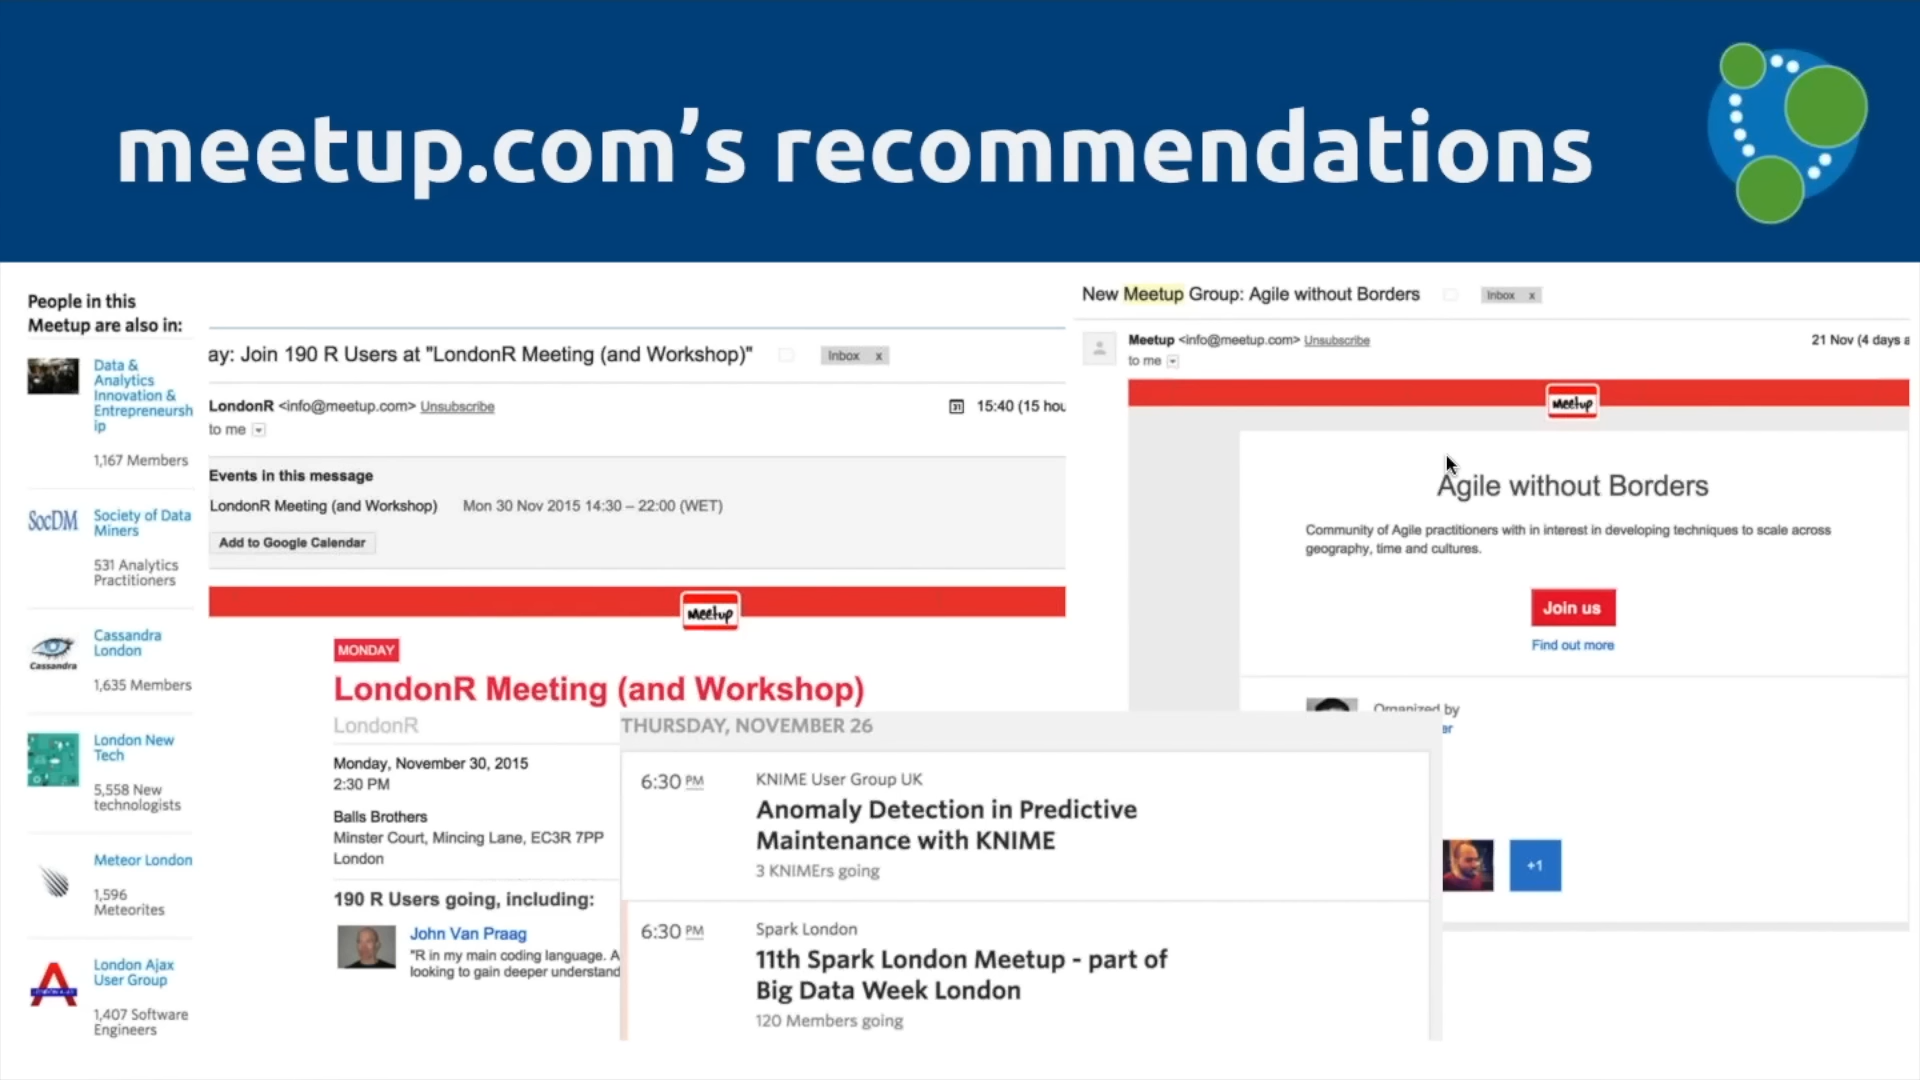 meetup.com’s recommendations
People in this
Meetup are also in:
Data &
Analytics
Innovation &
Entrepreneursh
ip
1,167 Members
SocDM
Society of Data
Miners
531 Analytics
Practitioners
Cassandra
Cassandra
London
1,635 Members
London New
Tech
5,558 New
technologists
Meteor London
1,596
Meteorites
London Ajax
User Group
1,407 Software
Engineers
ay: Join 190 R Users at "LondonR Meeting (and Workshop)"
Inbox x
LondonR <info@meetup.com> Unsubscribe
31 15:40 (15 hou
to me
Events in this message
LondonR Meeting (and Workshop) Mon 30 Nov 2015 14:30 – 22:00 (WET)
Add to Google Calendar
Meetup
MONDAY
LondonR Meeting (and Workshop)
LondonR
Monday, November 30, 2015
2:30 PM
Balls Brothers
Minster Court, Mincing Lane, EC3R 7PP
London
190 R Users going, including:
John Van Praag
"R in my main coding language. A
looking to gain deeper understand
THURSDAY, NOVEMBER 26
6:30 PM
KNIME User Group UK
Anomaly Detection in Predictive
Maintenance with KNIME
3 KNIMErs going
6:30 PM
Spark London
11th Spark London Meetup - part of
Big Data Week London
120 Members going
New Meetup Group: Agile without Borders
Inbox x
Meetup <info@meetup.com> Unsubscribe
21 Nov (4 days a
to me
Meetup
Agile without Borders
Community of Agile practitioners with in interest in developing techniques to scale across
geography, time and cultures.
Join us
Find out more
Organized by
er
+1